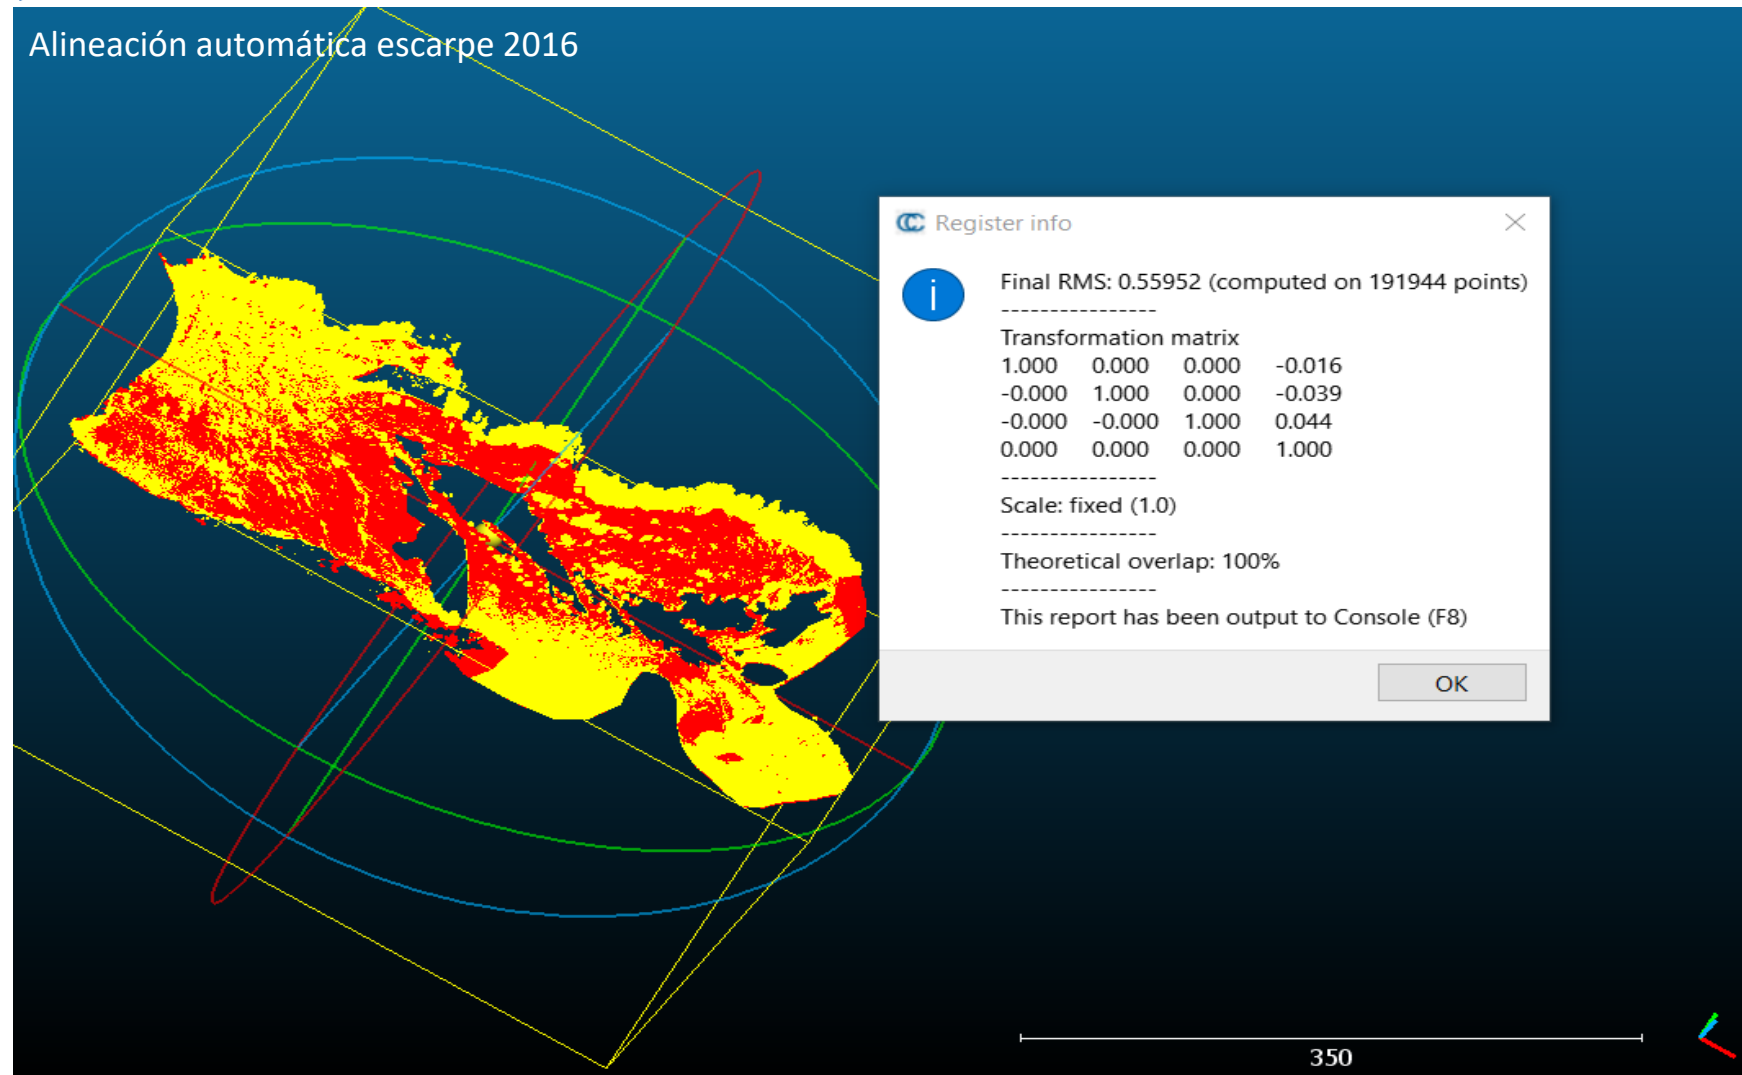 Alineación automática escarpe 2016
Register info
Final RMS: 0.55952 (computed on 191944 points)
----------------
Transformation matrix
1.000 0.000 0.000 -0.016
-0.000 1.000 0.000 -0.039
-0.000 -0.000 1.000 0.044
0.000 0.000 0.000 1.000
----------------
Scale: fixed (1.0)
----------------
Theoretical overlap: 100%
----------------
This report has been output to Console (F8)
OK
350